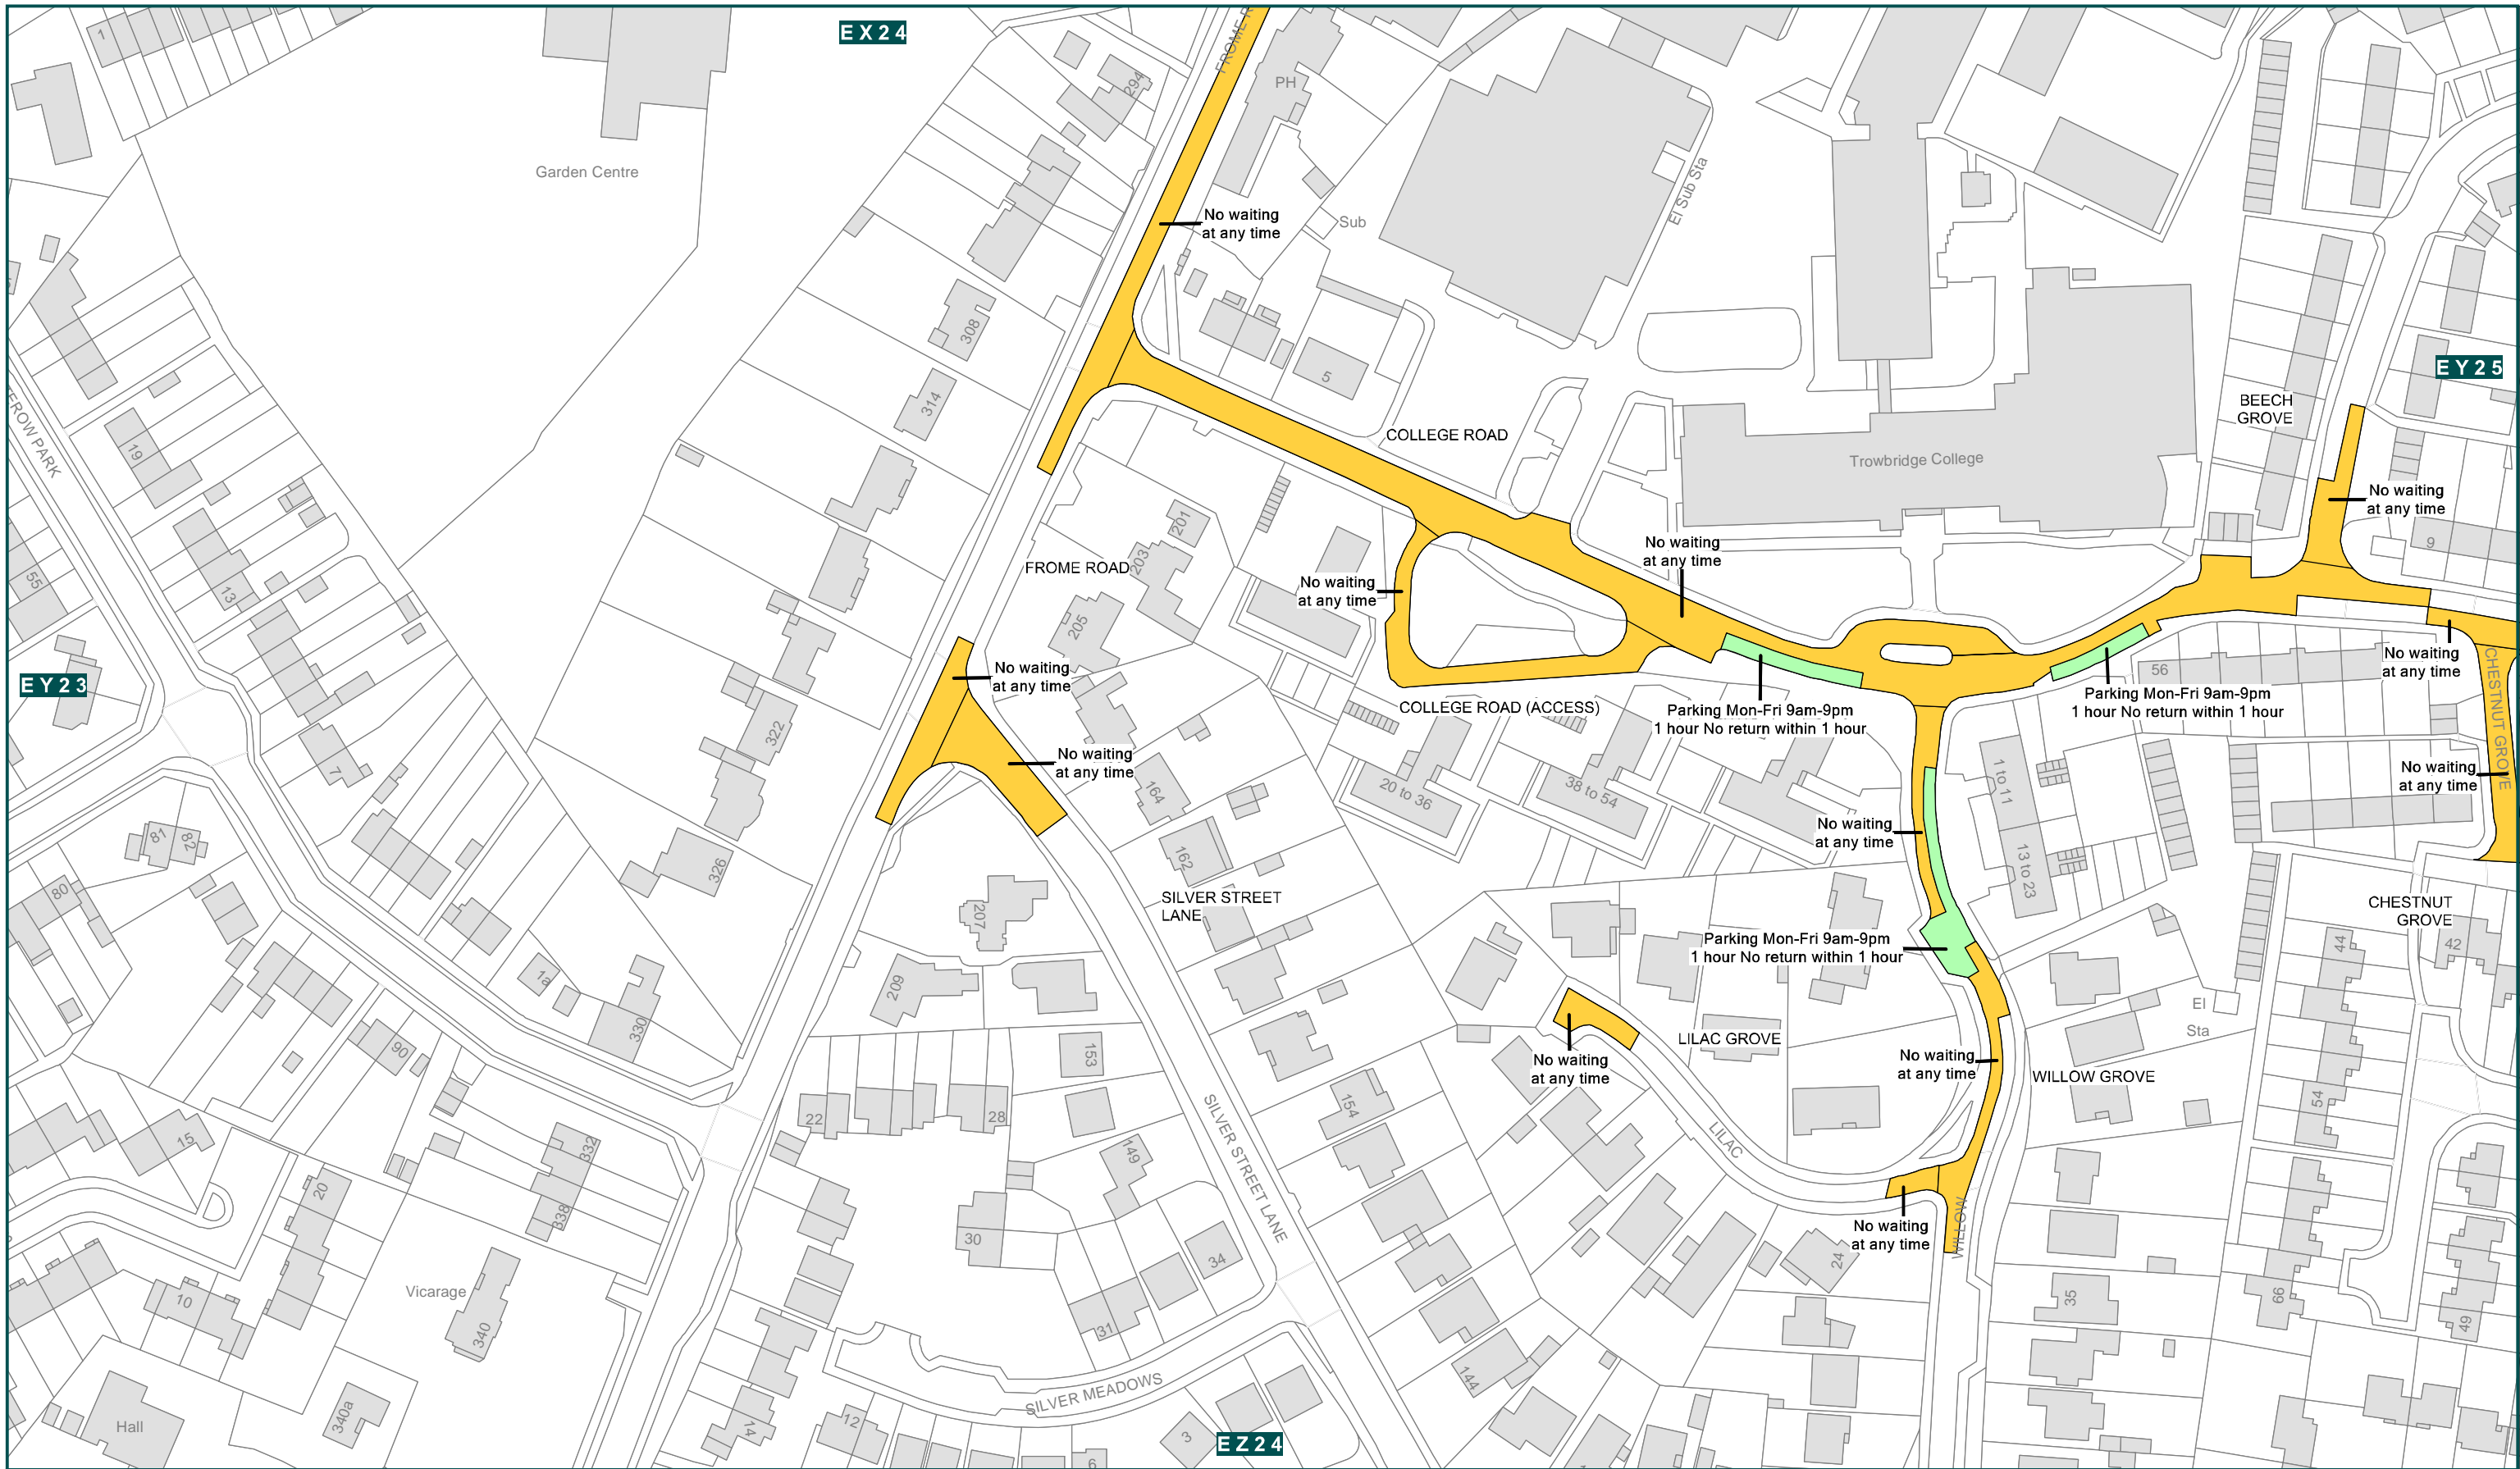 1
EX24
FROME R
294
PH
Garden Centre
El Sub Sta
Sub
No waiting
at any time
308
5
314
EY25
BEECH
GROVE
COLLEGE ROAD
Trowbridge College
19
FROW PARK
No waiting
at any time
9
No waiting
at any time
201
203
FROME ROAD
No waiting
at any time
55
13
205
No waiting
at any time
No waiting
at any time
56
EY23
CHESTNUT GROVE
COLLEGE ROAD (ACCESS)
Parking Mon-Fri 9am-9pm
1 hour No return within 1 hour
Parking Mon-Fri 9am-9pm
1 hour No return within 1 hour
322
7
No waiting
at any time
164
20 to 36
38 to 54
1 to 11
No waiting
at any time
No waiting
at any time
81
82
162
326
13 to 23
80
SILVER STREET
LANE
207
CHESTNUT
GROVE
44
42
Parking Mon-Fri 9am-9pm
1 hour No return within 1 hour
1a
209
330
El
Sta
LILAC GROVE
90
153
No waiting
at any time
No waiting
at any time
WILLOW GROVE
154
54
22
28
15
332
149
SILVER STREET LANE
LILAC
20
338
30
34
No waiting
at any time
WILLOW
24
Vicarage
10
340
31
35
66
49
144
SILVER MEADOWS
340a
Hall
14
12
3
EZ24
6